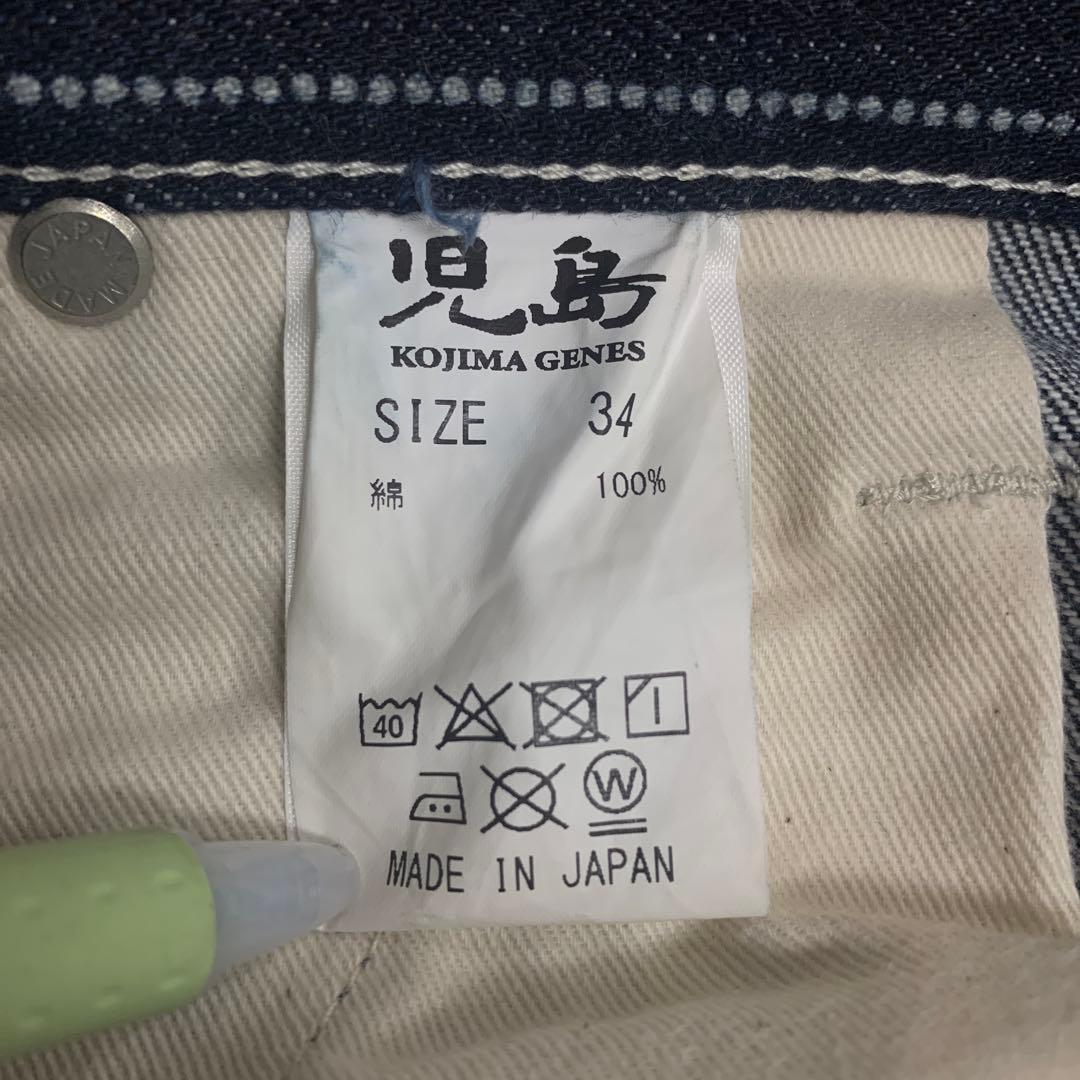 MADE JAPAN
児島
KOJIMA GENES
SIZE 34
綿 100%
40
W
MADE IN JAPAN